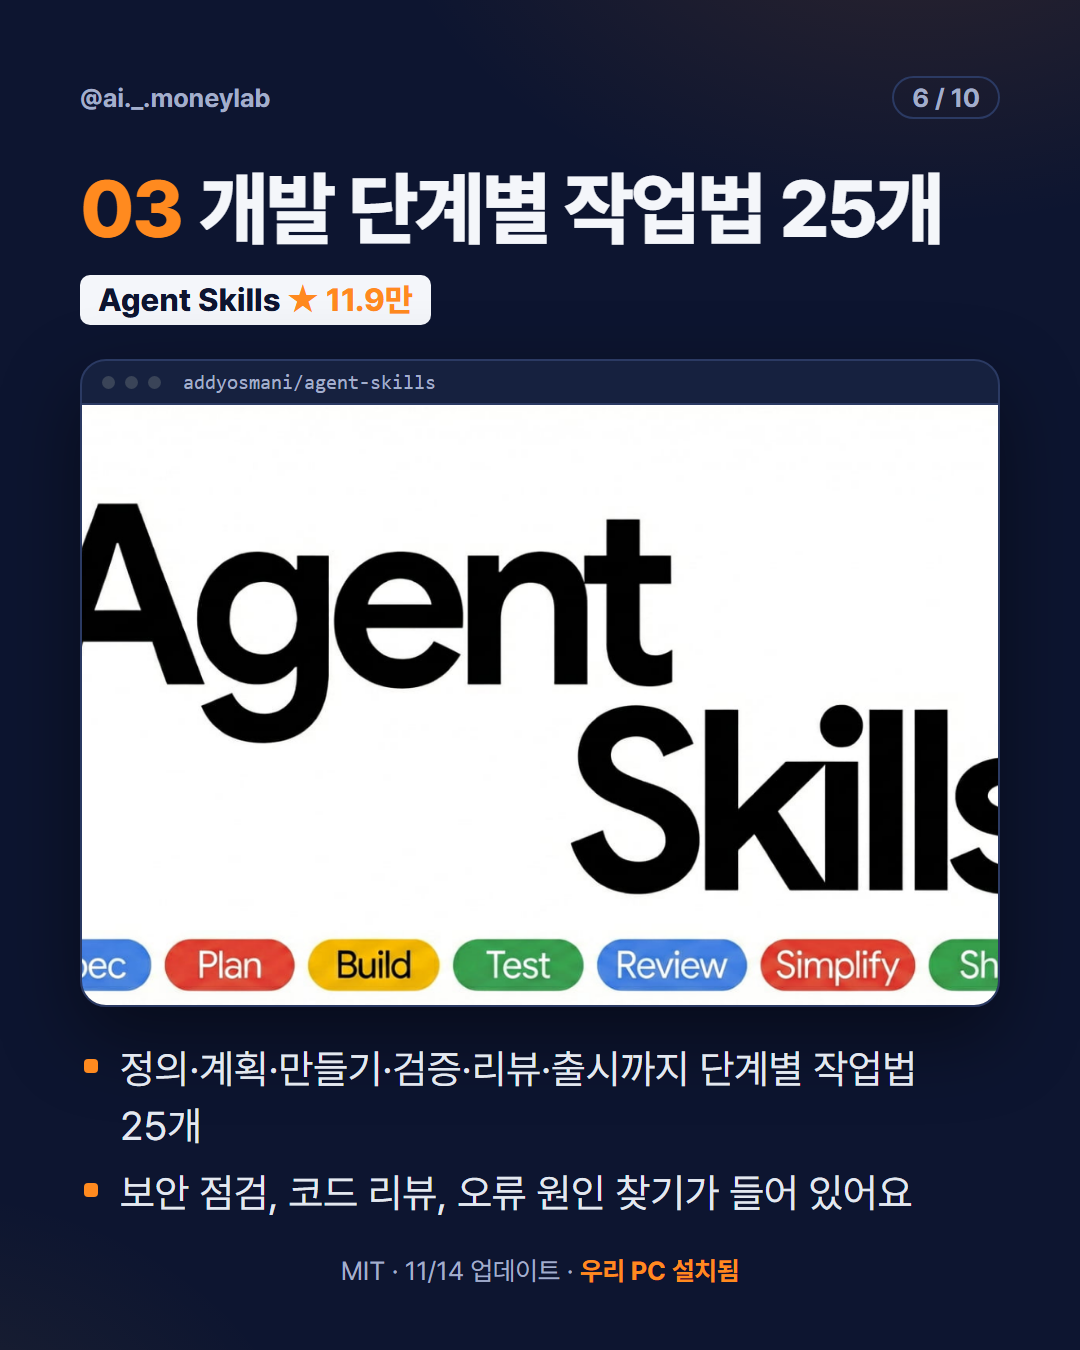 @ai._.moneylab
6 / 10
03 개발 단계별 작업법 25개
Agent Skills ★ 11.9만
addyosmani/agent-skills
Agent
Skills
pec Plan Build Test Review Simplify Sh
정의·계획·만들기·검증·리뷰·출시까지 단계별 작업법
25개
보안 점검, 코드 리뷰, 오류 원인 찾기가 들어 있어요
MIT · 11/14 업데이트 · 우리 PC 설치됨